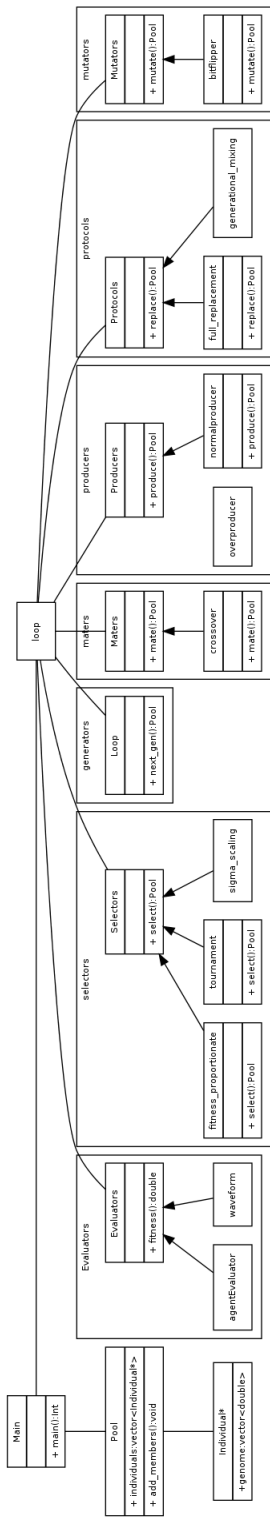 Main
+ main():Int
loop
Pool
+ individuals:vector<Individual*>
+ add_members():void
Individual*
+genome:vector<double>
Evaluators
Evaluators
+ fitness():double
agentEvaluator
waveform
selectors
Selectors
+ select():Pool
fitness_proportionate
+ select():Pool
tournament
+ select():Pool
sigma_scaling
generators
Loop
+ next_gen():Pool
maters
Maters
+ mate():Pool
crossover
+ mate():Pool
producers
Producers
+ produce():Pool
overproducer
normalproducer
+ produce():Pool
protocols
Protocols
+ replace():Pool
full_replacement
+ replace():Pool
generational_mixing
mutators
Mutators
+ mutate():Pool
bitflipper
+ mutate():Pool